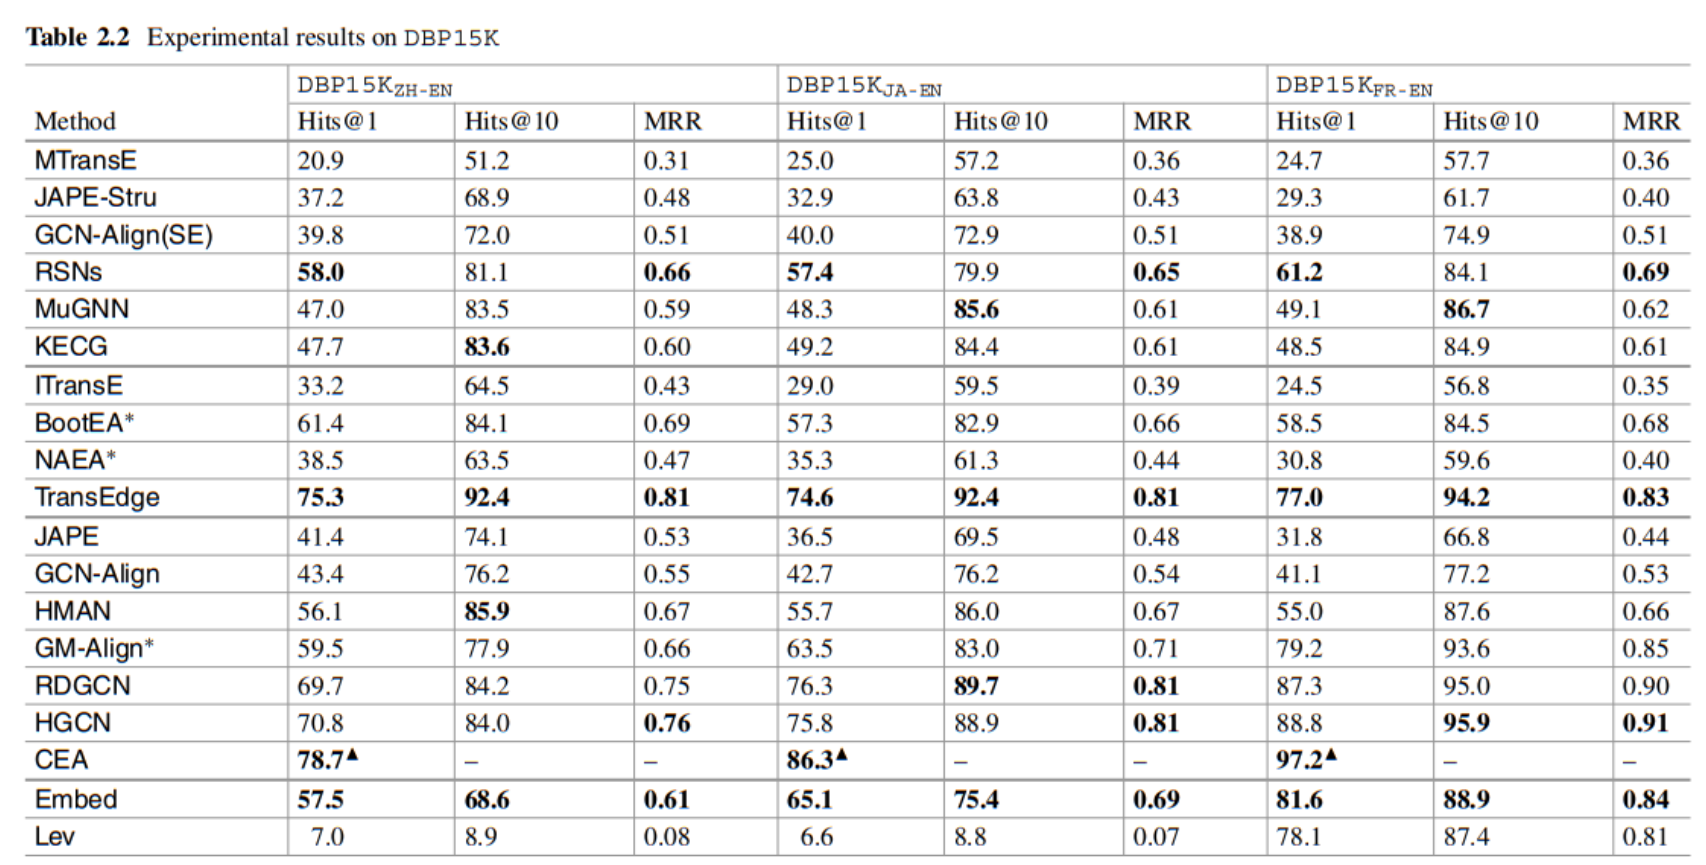 Table 2.2 Experimental results on DBP15K
DBP15KZH-EN DBP15KJA-EN DBP15KFR-EN
Method Hits@1 Hits@10 MRR Hits@1 Hits@10 MRR Hits@1 Hits@10 MRR
MTransE 20.9 51.2 0.31 25.0 57.2 0.36 24.7 57.7 0.36
JAPE-Stru 37.2 68.9 0.48 32.9 63.8 0.43 29.3 61.7 0.40
GCN-Align(SE) 39.8 72.0 0.51 40.0 72.9 0.51 38.9 74.9 0.51
RSNs 58.0 81.1 0.66 57.4 79.9 0.65 61.2 84.1 0.69
MuGNN 47.0 83.5 0.59 48.3 85.6 0.61 49.1 86.7 0.62
KECG 47.7 83.6 0.60 49.2 84.4 0.61 48.5 84.9 0.61
ITransE 33.2 64.5 0.43 29.0 59.5 0.39 24.5 56.8 0.35
BootEA* 61.4 84.1 0.69 57.3 82.9 0.66 58.5 84.5 0.68
NAEA* 38.5 63.5 0.47 35.3 61.3 0.44 30.8 59.6 0.40
TransEdge 75.3 92.4 0.81 74.6 92.4 0.81 77.0 94.2 0.83
JAPE 41.4 74.1 0.53 36.5 69.5 0.48 31.8 66.8 0.44
GCN-Align 43.4 76.2 0.55 42.7 76.2 0.54 41.1 77.2 0.53
HMAN 56.1 85.9 0.67 55.7 86.0 0.67 55.0 87.6 0.66
GM-Align* 59.5 77.9 0.66 63.5 83.0 0.71 79.2 93.6 0.85
RDGCN 69.7 84.2 0.75 76.3 89.7 0.81 87.3 95.0 0.90
HGCN 70.8 84.0 0.76 75.8 88.9 0.81 88.8 95.9 0.91
CEA 78.7▲ – – 86.3▲ – – 97.2▲ – –
Embed 57.5 68.6 0.61 65.1 75.4 0.69 81.6 88.9 0.84
Lev 7.0 8.9 0.08 6.6 8.8 0.07 78.1 87.4 0.81